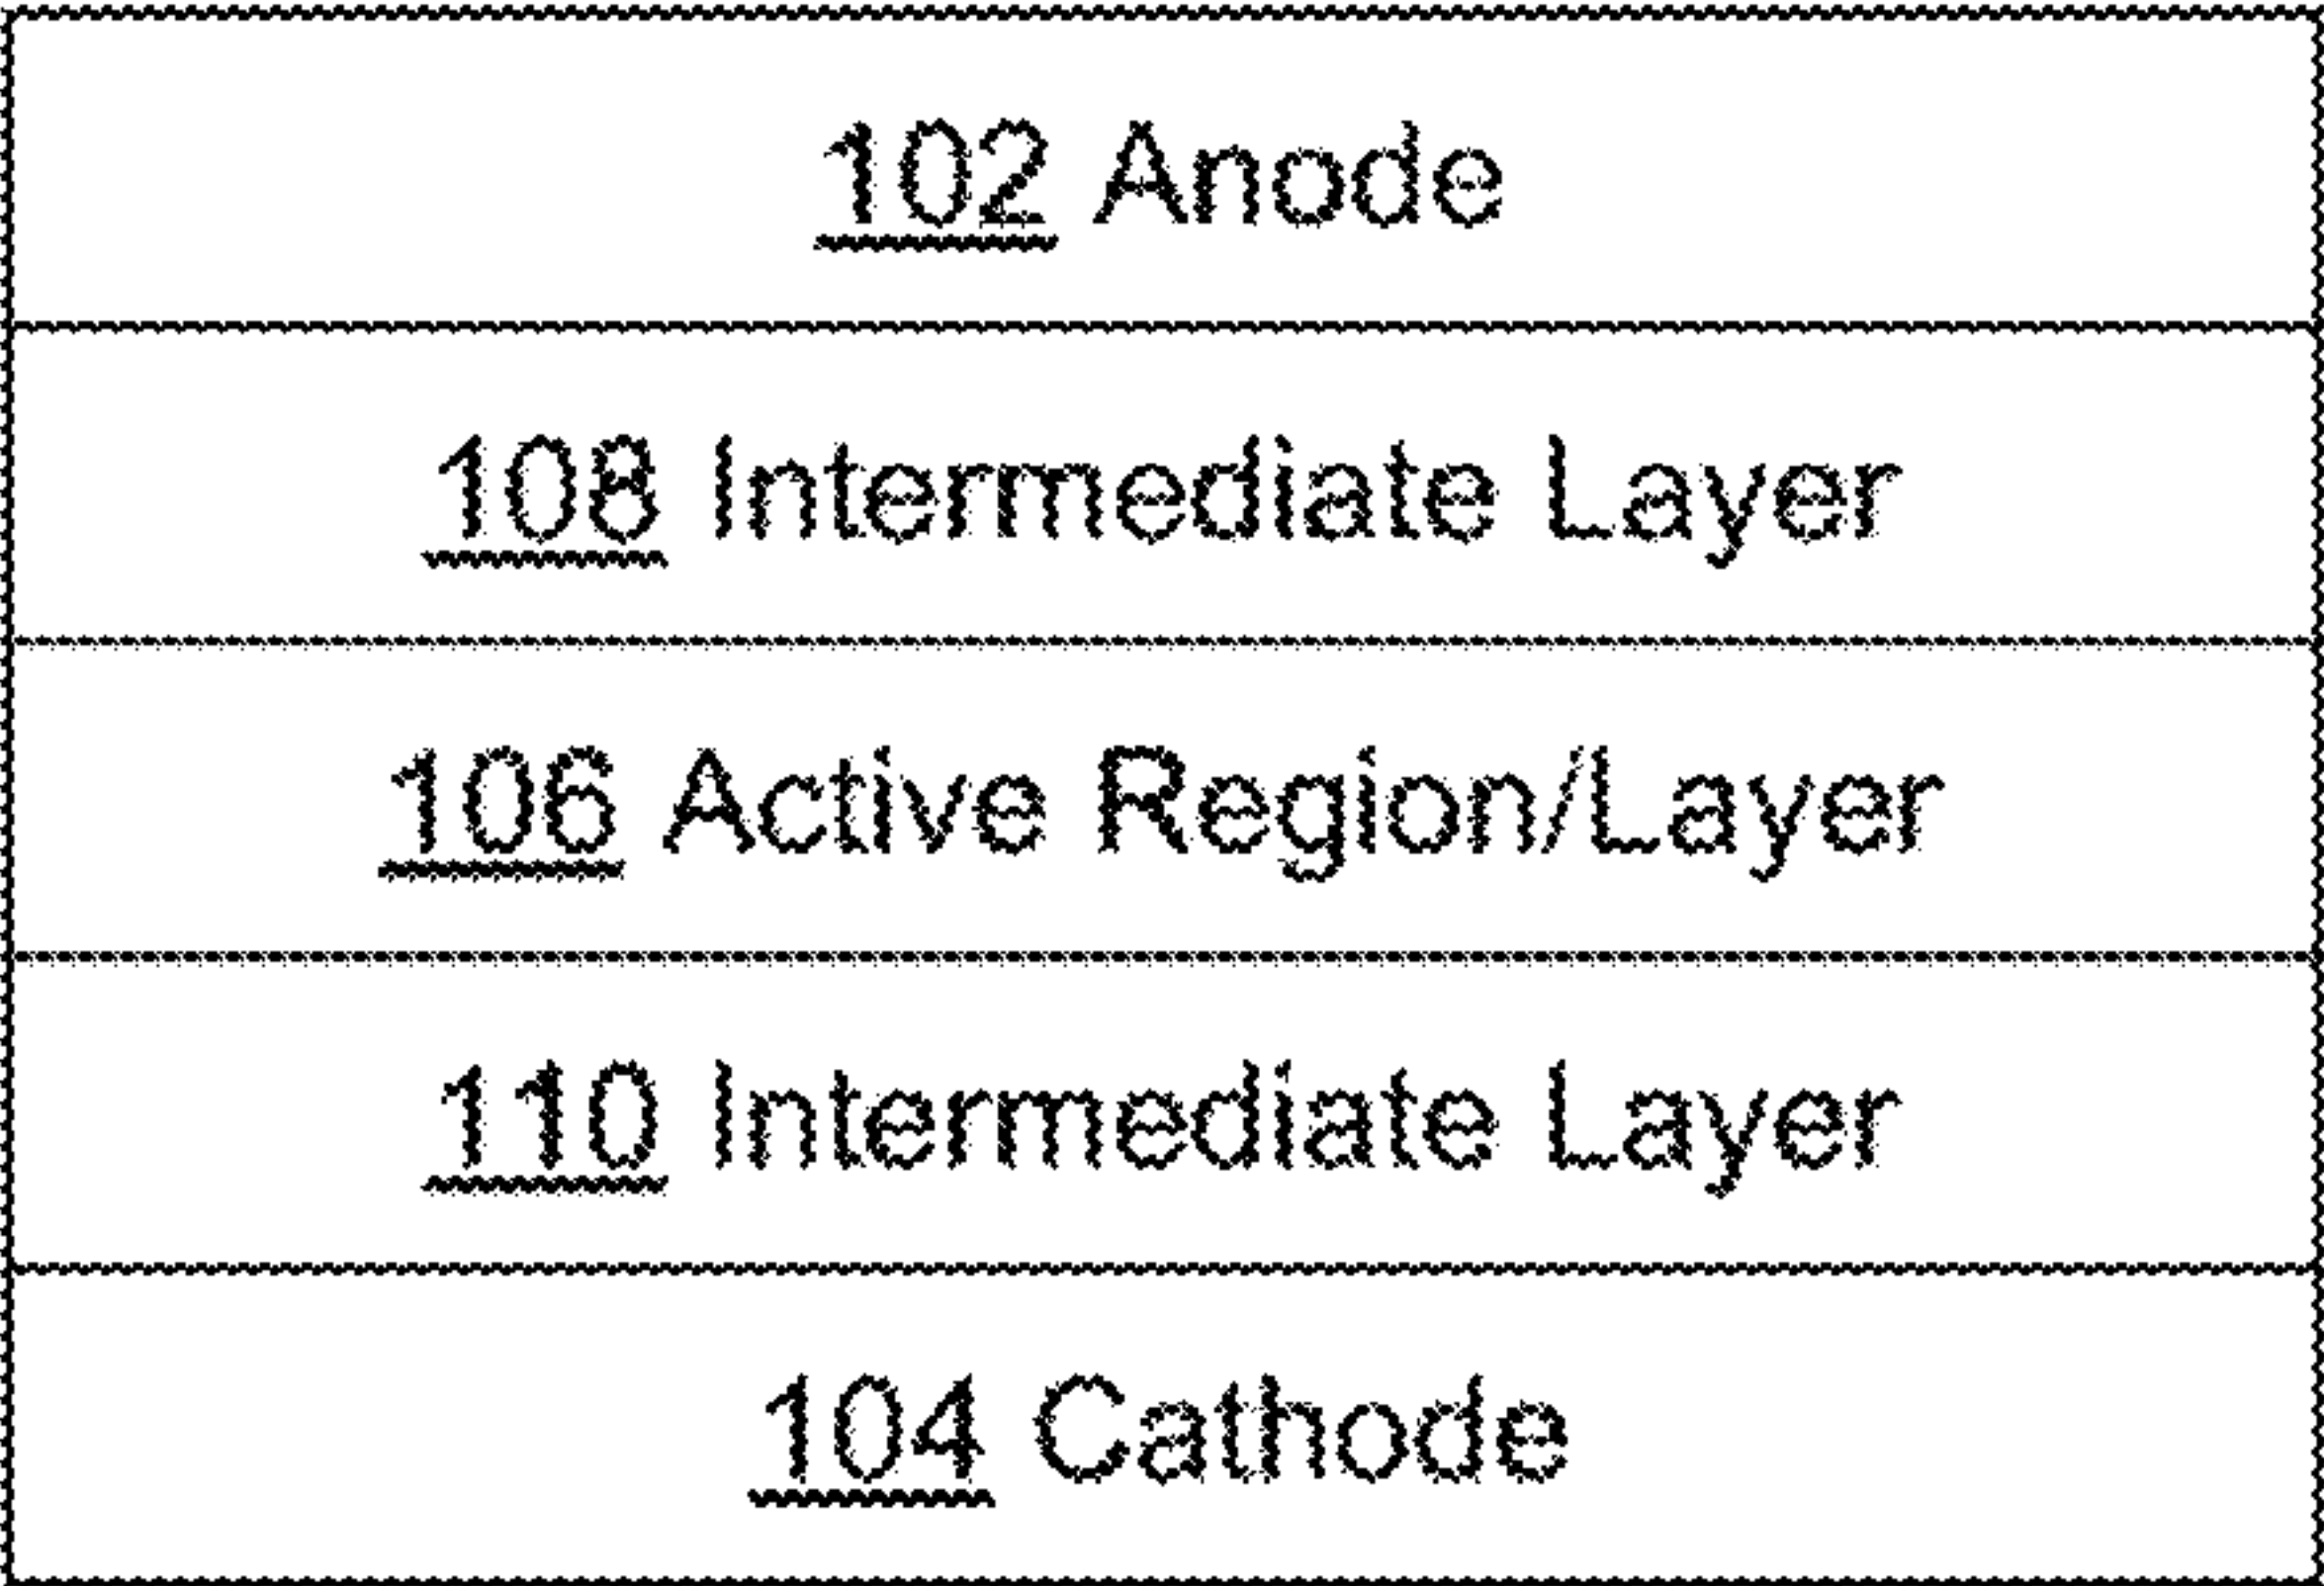 102 Anode
108 Intermediate Layer
106 Active Region/Layer
110 Intermediate Layer
104 Cathode